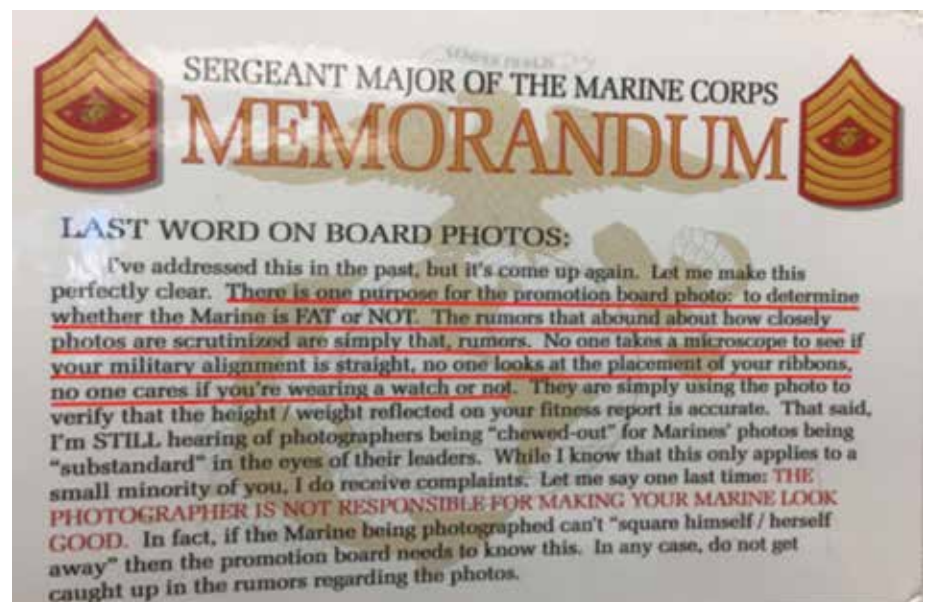 SERGEANT MAJOR OF THE MARINE CORPS
MEMORANDUM
LAST WORD ON BOARD PHOTOS:
I've addressed this in the past, but it's come up again. Let me make this
perfectly clear. There is one purpose for the promotion board photo: to determine
whether the Marine is FAT or NOT. The rumors that abound about how closely
photos are scrutinized are simply that, rumors. No one takes a microscope to see if
your military alignment is straight, no one looks at the placement of your ribbons,
no one cares if you're wearing a watch or not. They are simply using the photo to
verify that the height / weight reflected on your fitness report is accurate. That said,
I'm STILL hearing of photographers being "chewed-out" for Marines' photos being
"substandard" in the eyes of their leaders. While I know that this only applies to a
small minority of you, I do receive complaints. Let me say one last time: THE
PHOTOGRAPHER IS NOT RESPONSIBLE FOR MAKING YOUR MARINE LOOK
GOOD. In fact, if the Marine being photographed can't "square himself / herself
away" then the promotion board needs to know this. In any case, do not get
caught up in the rumors regarding the photos.